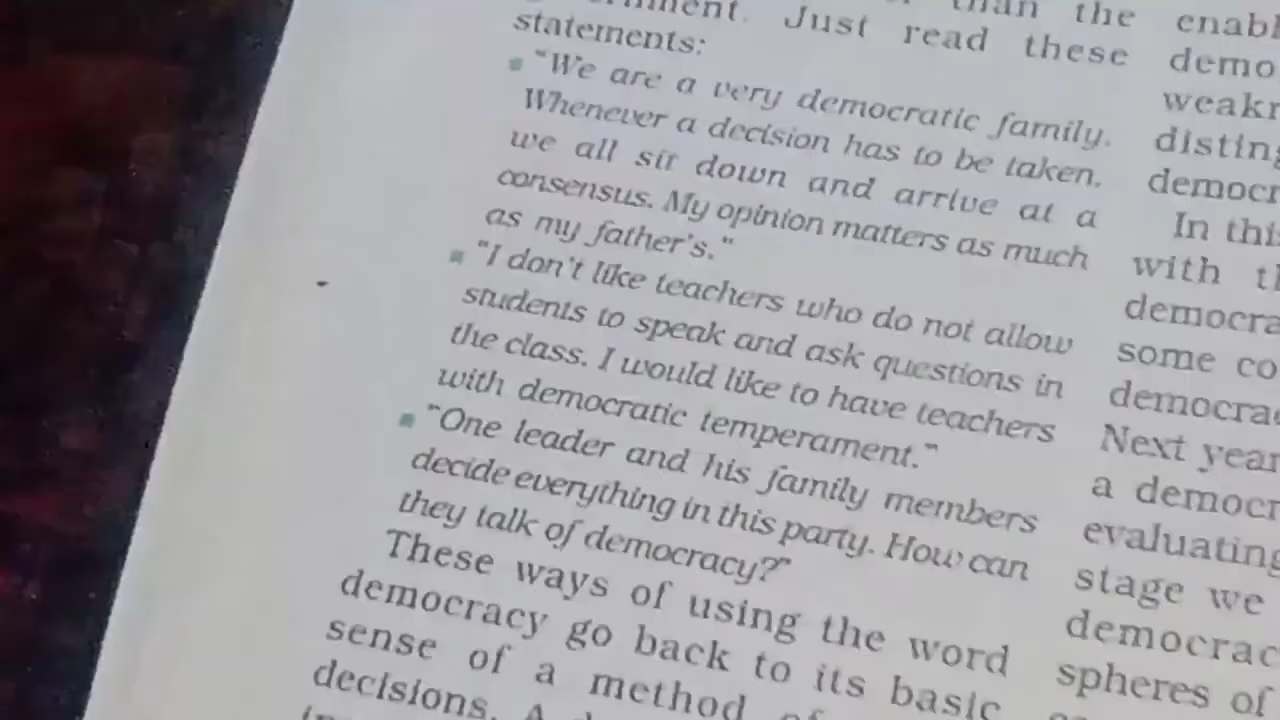 than the
Just read these
statements:
"We are a very democratic family.
Whenever a decision has to be taken,
we all sit down and arrive at a
consensus. My opinion matters as much
as my father's."
"I don't like teachers who do not allow
students to speak and ask questions in
the class. I would like to have teachers
with democratic temperament."
"One leader and his family members
decide everything in this party. How can
they talk of democracy?"
These ways of using the word
democracy go back to its basic
sense of a method of
decisions. A
enabl
demo
weakn
disting
democr
In this
with th
democra
some co
democrac
Next year
a democr
evaluating
stage we
democrac
spheres of